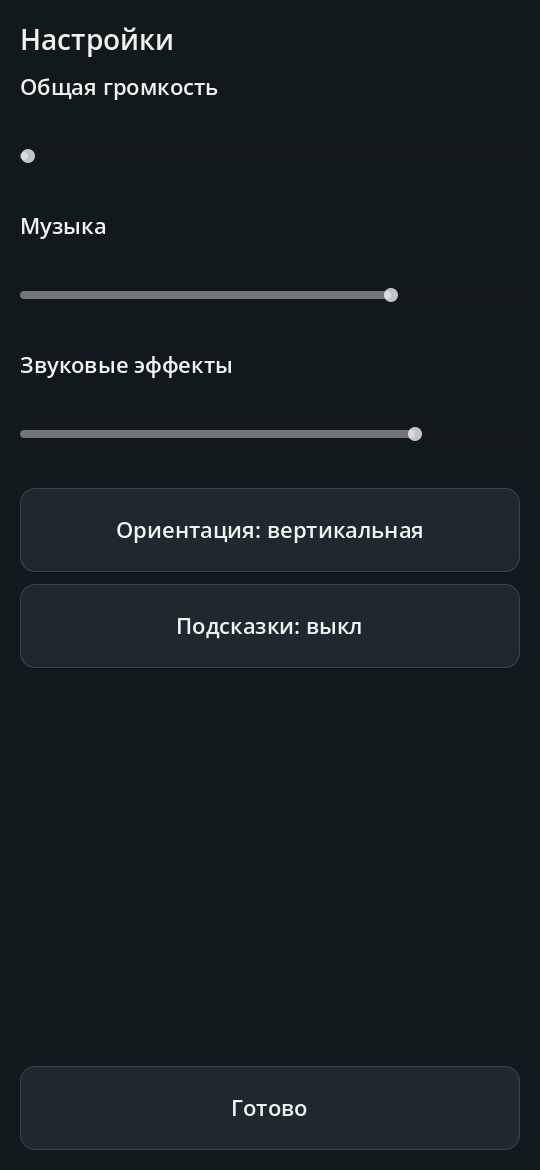 Настройки
Общая громкость
Музыка
Звуковые эффекты
Ориентация: вертикальная
Подсказки: выкл
Готово